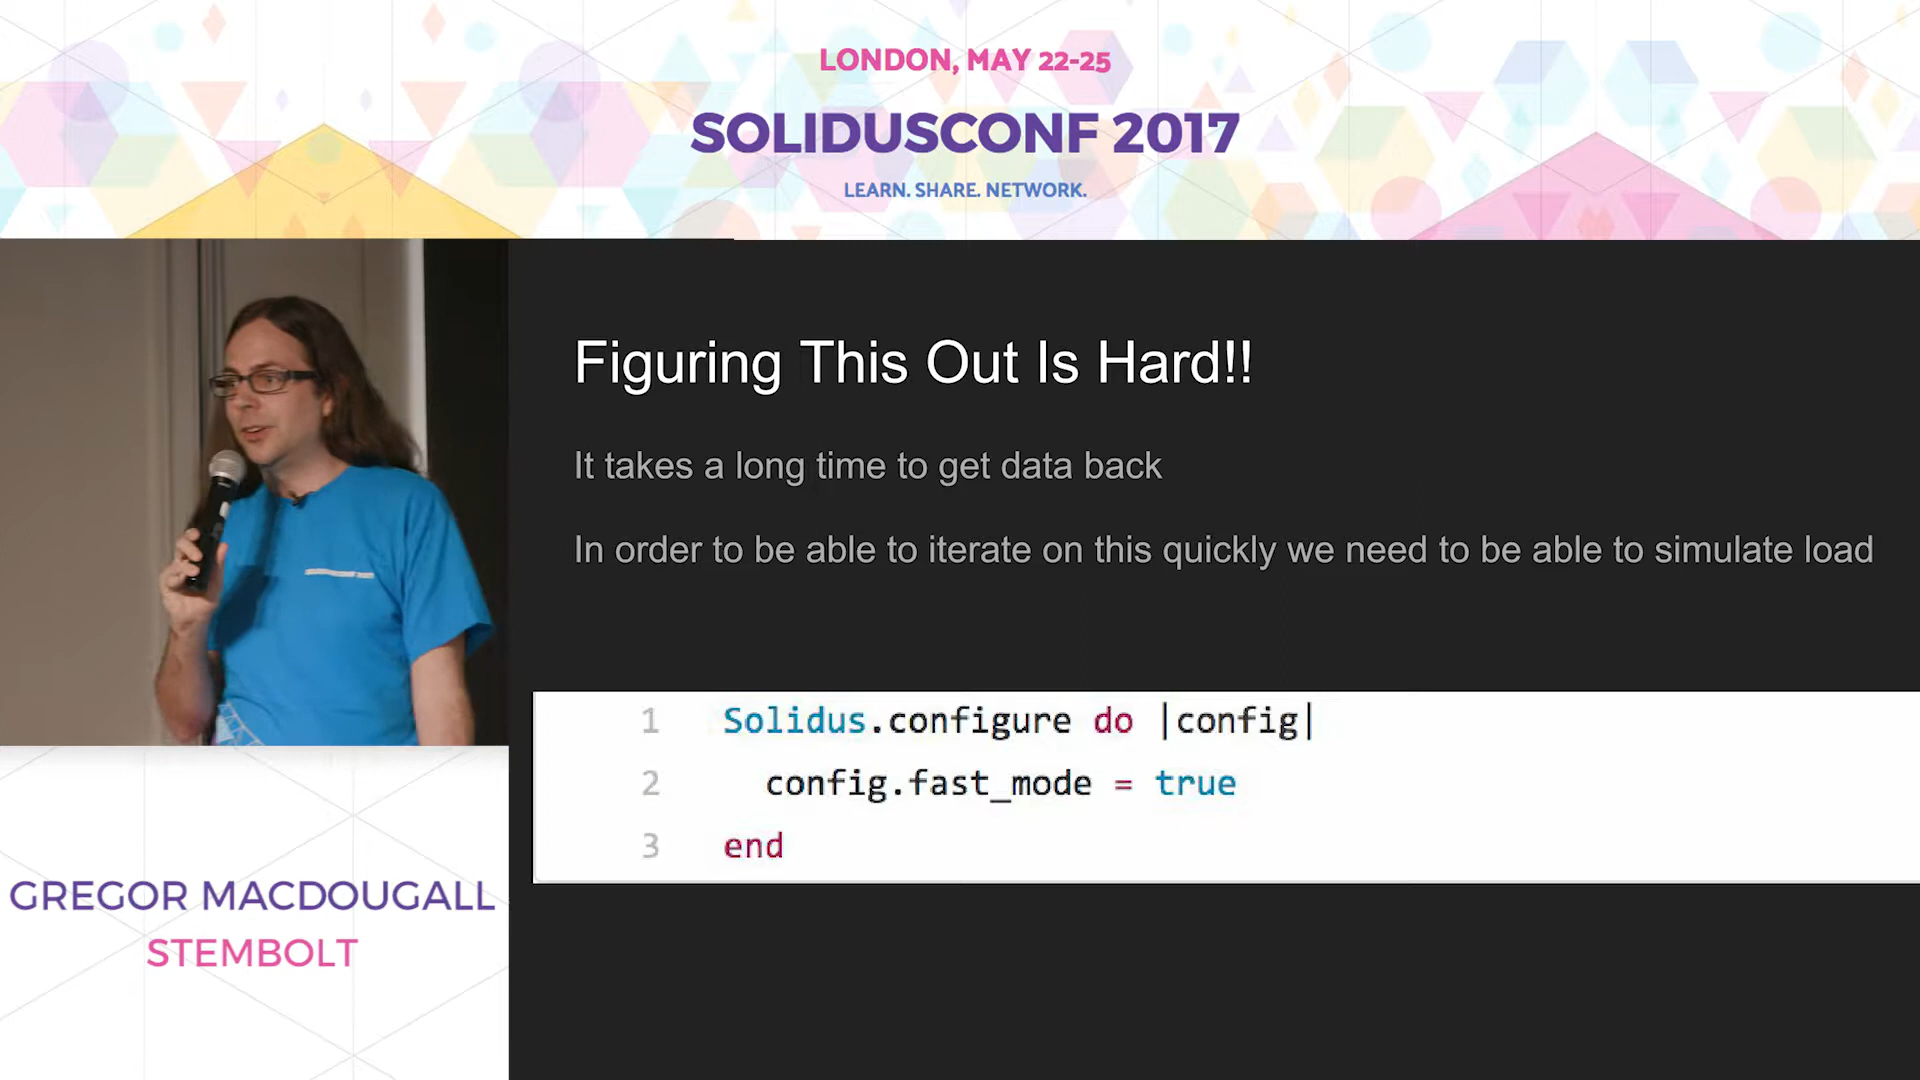 LONDON, MAY 22-25
SOLIDUSCONF 2017
LEARN. SHARE. NETWORK.
Figuring This Out Is Hard!!
It takes a long time to get data back
In order to be able to iterate on this quickly we need to be able to simulate load
1 Solidus.configure do |config|
2 config.fast_mode = true
3 end
GREGOR MACDOUGALL
STEMBOLT